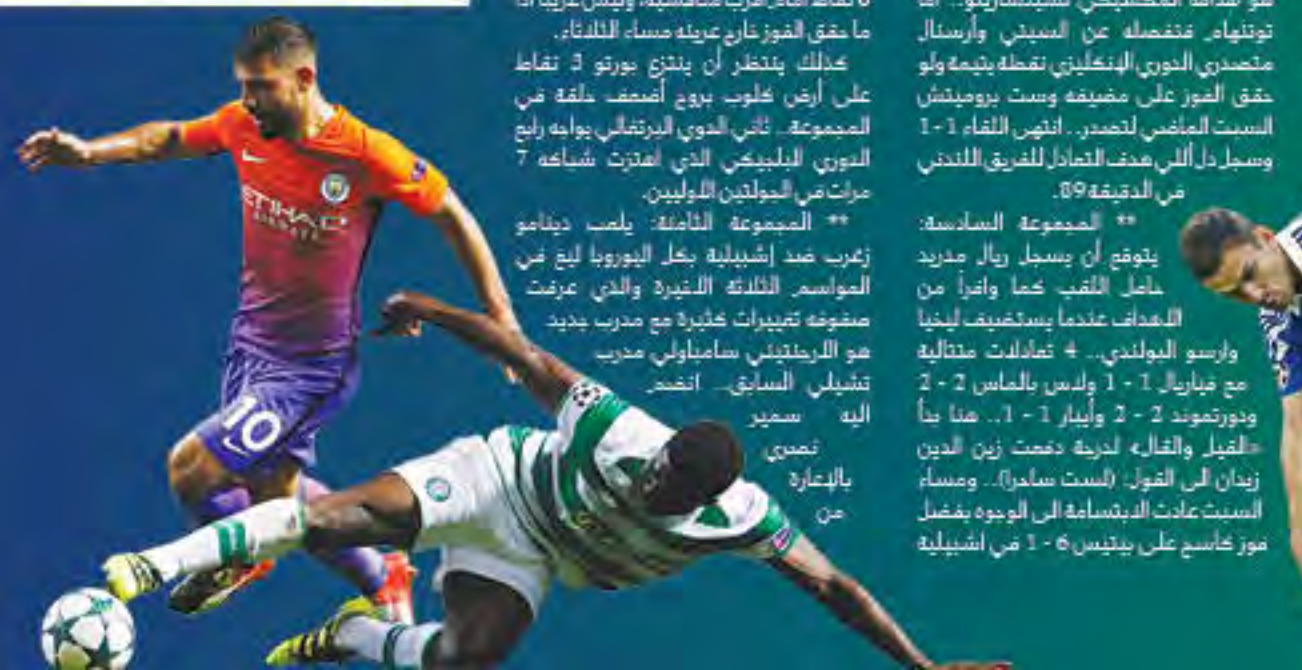 توتنهام فتفصله عن السيتي وأرسنال
متصدري الدوري الإنكليزي نقطة يتيمة ولو
حقق الفوز على مضيفه وست بروميتش
السبت الماضي لتصدر.. انتهى اللقاء 1 - 1
وسجل دل أللي هدف التعادل للفريق اللندني
في الدقيقة 89.
** المجموعة السادسة:
يتوقع أن يسجل ريال مدريد
حامل اللقب كما وافراً من
الأهداف عندما يستضيف ليخيا
وارسو البولندي.. 4 تعادلات متتالية
مع فياريال 1 - 1 ولاس بالماس 2 - 2
ودورتموند 2 - 2 وأيبار 1 - 1.. هنا بدأ
«القيل والقال» لدرجة دفعت زين الدين
زيدان الى القول: (لست ساحرا).. ومساء
السبت عادت الابتسامة الى الوجوه بفضل
فوز كاسح على بيتيس 6 - 1 في اشبيلية
ما حقق الفوز خارج عرينه مساء الثلاثاء.
كذلك ينتظر أن ينتزع بورتو 3 نقاط
على أرض كلوب بروج أضعف حلقة في
المجموعة.. ثاني الدوي البرتغالي يواجه رابع
الدوري البلجيكي الذي اهتزت شباكه 7
مرات في الجولتين الأوليين.
** المجموعة الثامنة: يلعب دينامو
زغرب ضد إشبيلية بطل اليوروبا ليغ في
المواسم الثلاثة الأخيرة والذي عرفت
صفوفه تغييرات كثيرة مع مدرب جديد
هو الأرجنتيني سامباولي مدرب
تشيلي السابق.. انضم
اليه سمير
نصري
بالإعارة
من
ETIHAD
AIRWAYS
10